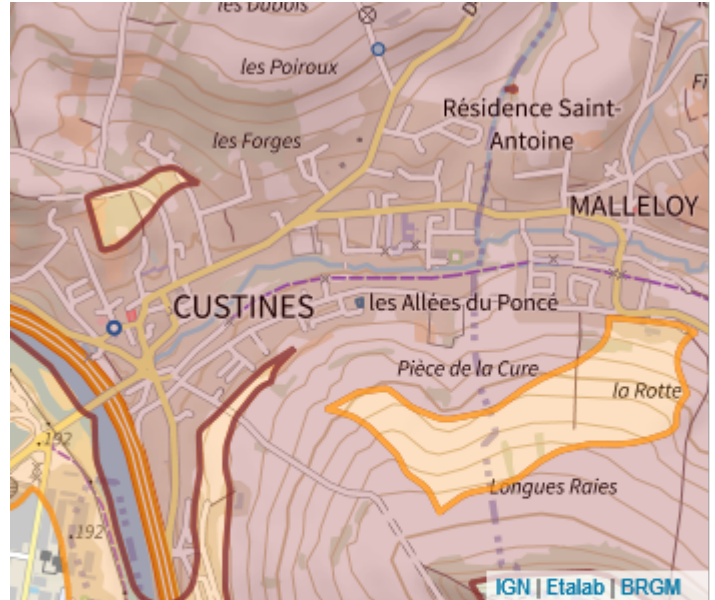 les Dubois
les Poiroux
Résidence Saint-
Antoine
les Forges
MALLELOY
CUSTINES
les Allées du Poncé
Pièce de la Cure
la Rotte
192
Longues Raies
192
IGN | Etalab | BRGM